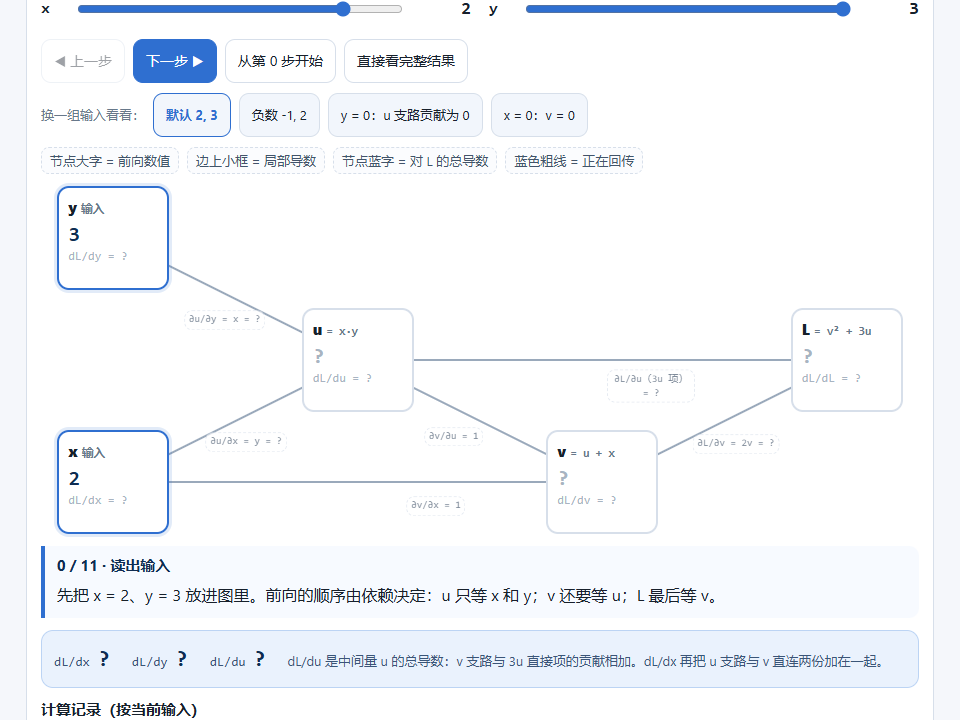 x 2 y 3
◀ 上一步 下一步 ▶ 从第 0 步开始 直接看完整结果
换一组输入看看： 默认 2, 3 负数 -1, 2 y = 0：u 支路贡献为 0 x = 0：v = 0
节点大字 = 前向数值 边上小框 = 局部导数 节点蓝字 = 对 L 的总导数 蓝色粗线 = 正在回传
y 输入
3
dL/dy = ?
∂u/∂y = x = ?
u = x·y
?
dL/du = ?
L = v² + 3u
?
dL/dL = ?
∂L/∂u（3u 项）
= ?
∂u/∂x = y = ?
∂v/∂u = 1
∂L/∂v = 2v = ?
x 输入
2
dL/dx = ?
v = u + x
?
dL/dv = ?
∂v/∂x = 1
0 / 11 · 读出输入
先把 x = 2、y = 3 放进图里。前向的顺序由依赖决定：u 只等 x 和 y；v 还要等 u；L 最后等 v。
dL/dx ? dL/dy ? dL/du ? dL/du 是中间量 u 的总导数：v 支路与 3u 直接项的贡献相加。dL/dx 再把 u 支路与 v 直连两份加在一起。
计算记录（按当前输入）